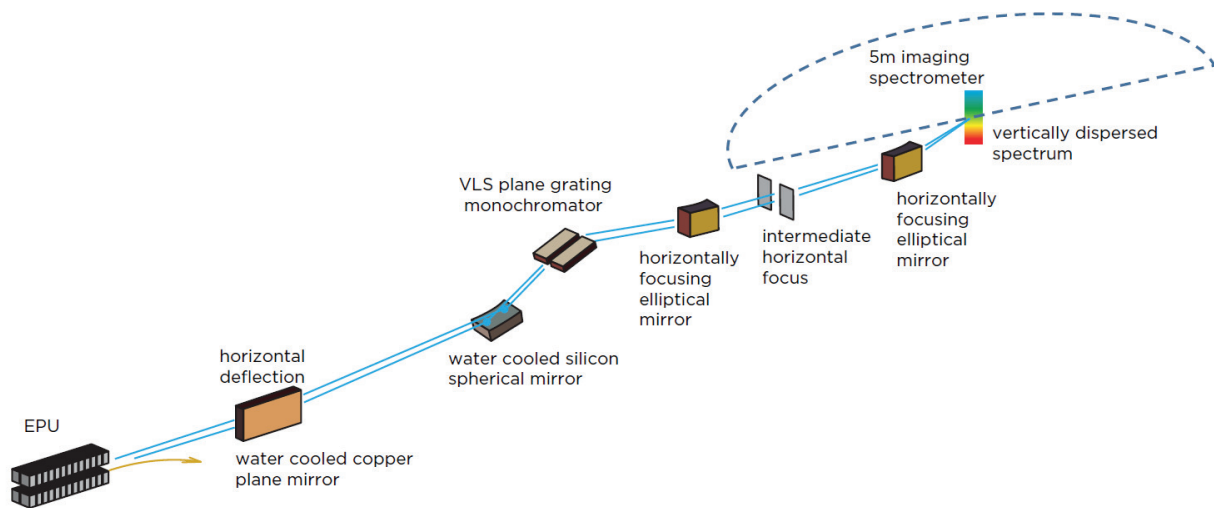 5m imaging
spectrometer
vertically dispersed
spectrum
VLS plane grating
monochromator
horizontally
focusing
elliptical
mirror
intermediate
horizontal
focus
horizontally
focusing
elliptical
mirror
water cooled silicon
spherical mirror
horizontal
deflection
EPU
water cooled copper
plane mirror